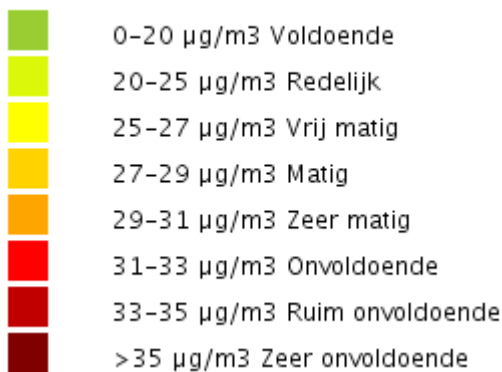 0-20 µg/m3 Voldoende
20-25 µg/m3 Redelijk
25-27 µg/m3 Vrij matig
27-29 µg/m3 Matig
29-31 µg/m3 Zeer matig
31-33 µg/m3 Onvoldoende
33-35 µg/m3 Ruim onvoldoende
>35 µg/m3 Zeer onvoldoende